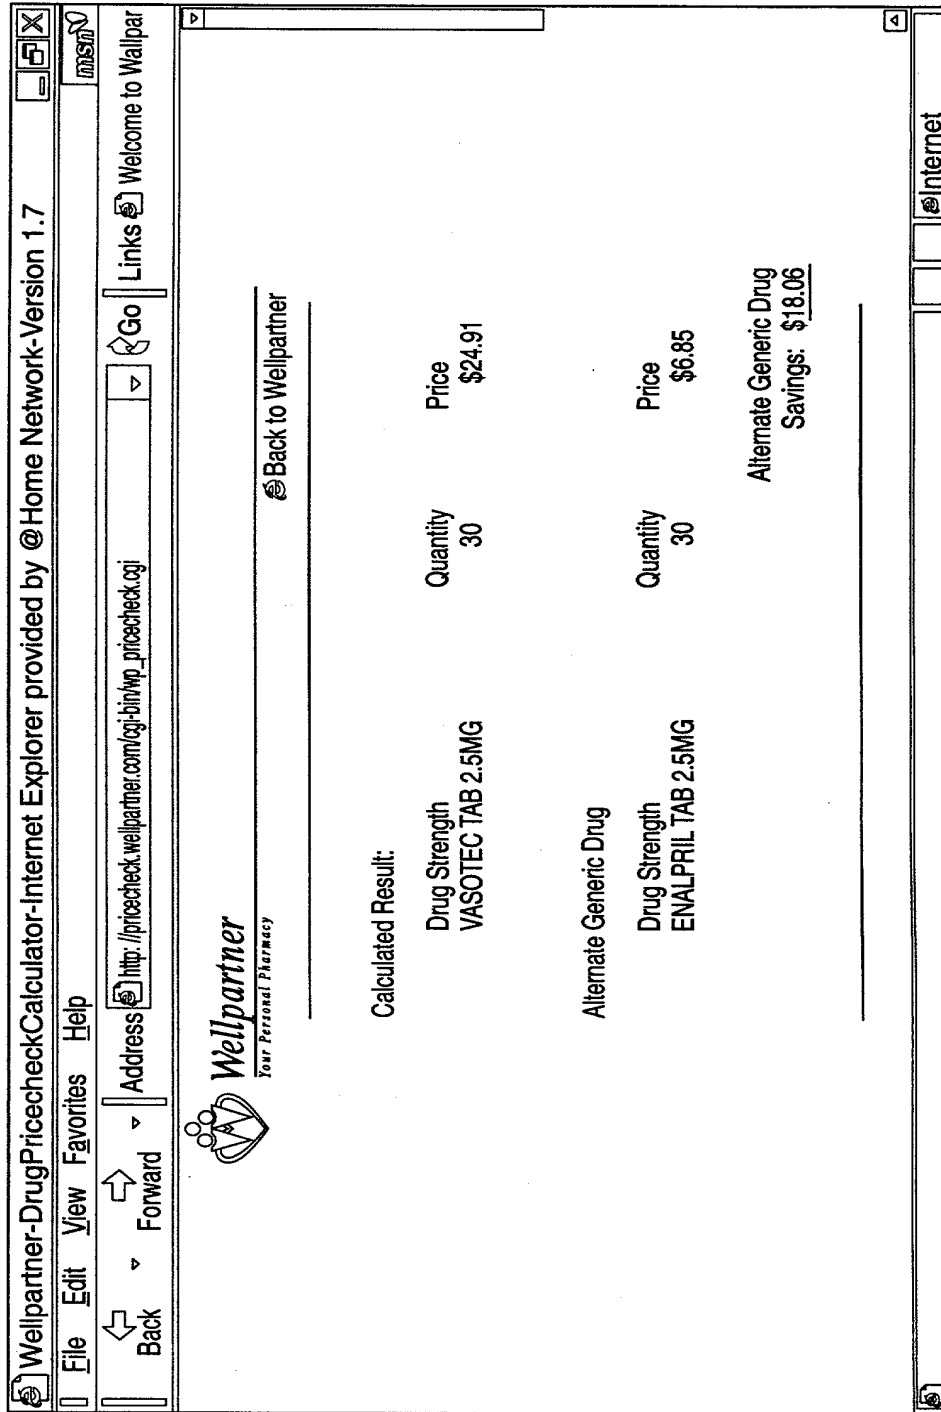 Wellpartner-DrugPricecheckCalculator-Internet Explorer provided by @Home Network-Version 1.7
File Edit View Favorites Help
msn
Back Forward Address http: //pricecheck.wellpartner.com/cgi-bin/wp_pricecheck.cgi Go Links Welcome to Wallpar
Wellpartner
Your Personal Pharmacy
Back to Wellpartner
Calculated Result:
Drug Strength Quantity Price
VASOTEC TAB 2.5MG 30 $24.91
Alternate Generic Drug
Drug Strength Quantity Price
ENALPRIL TAB 2.5MG 30 $6.85
Alternate Generic Drug
Savings: $18.06
Internet